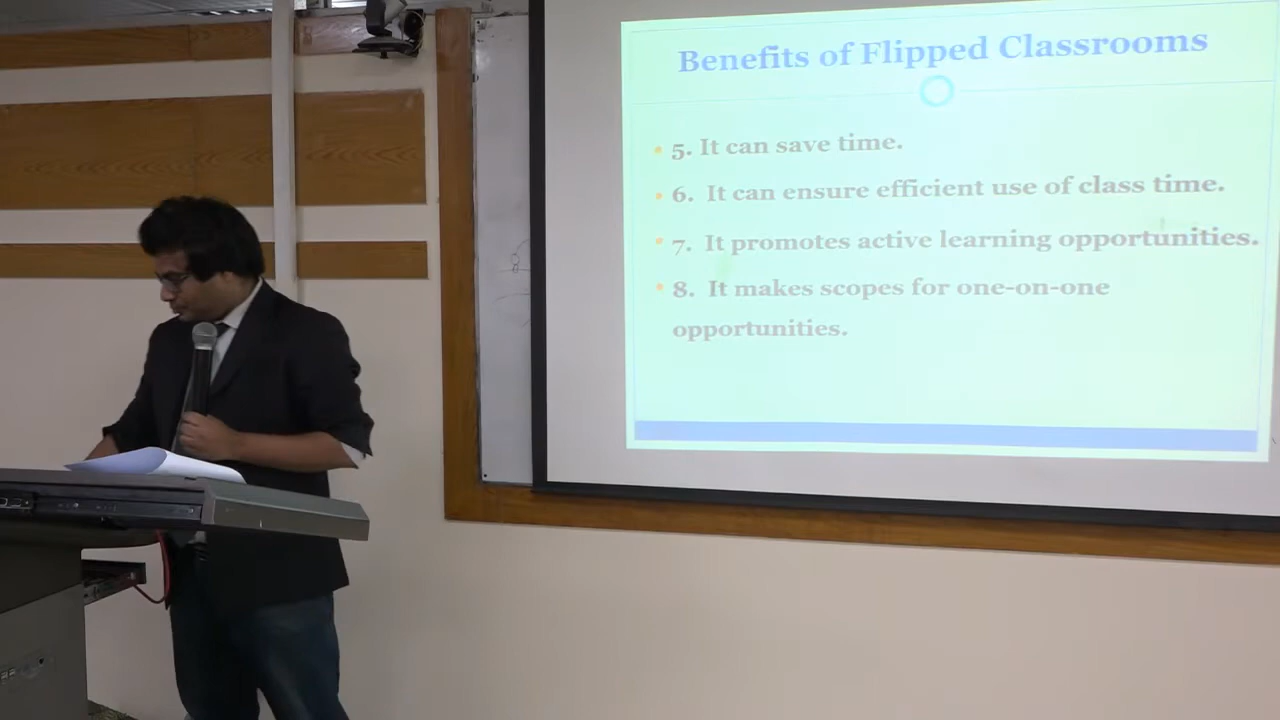 Benefits of Flipped Classrooms
5. It can save time.
6. It can ensure efficient use of class time.
7. It promotes active learning opportunities.
8. It makes scopes for one-on-one
opportunities.